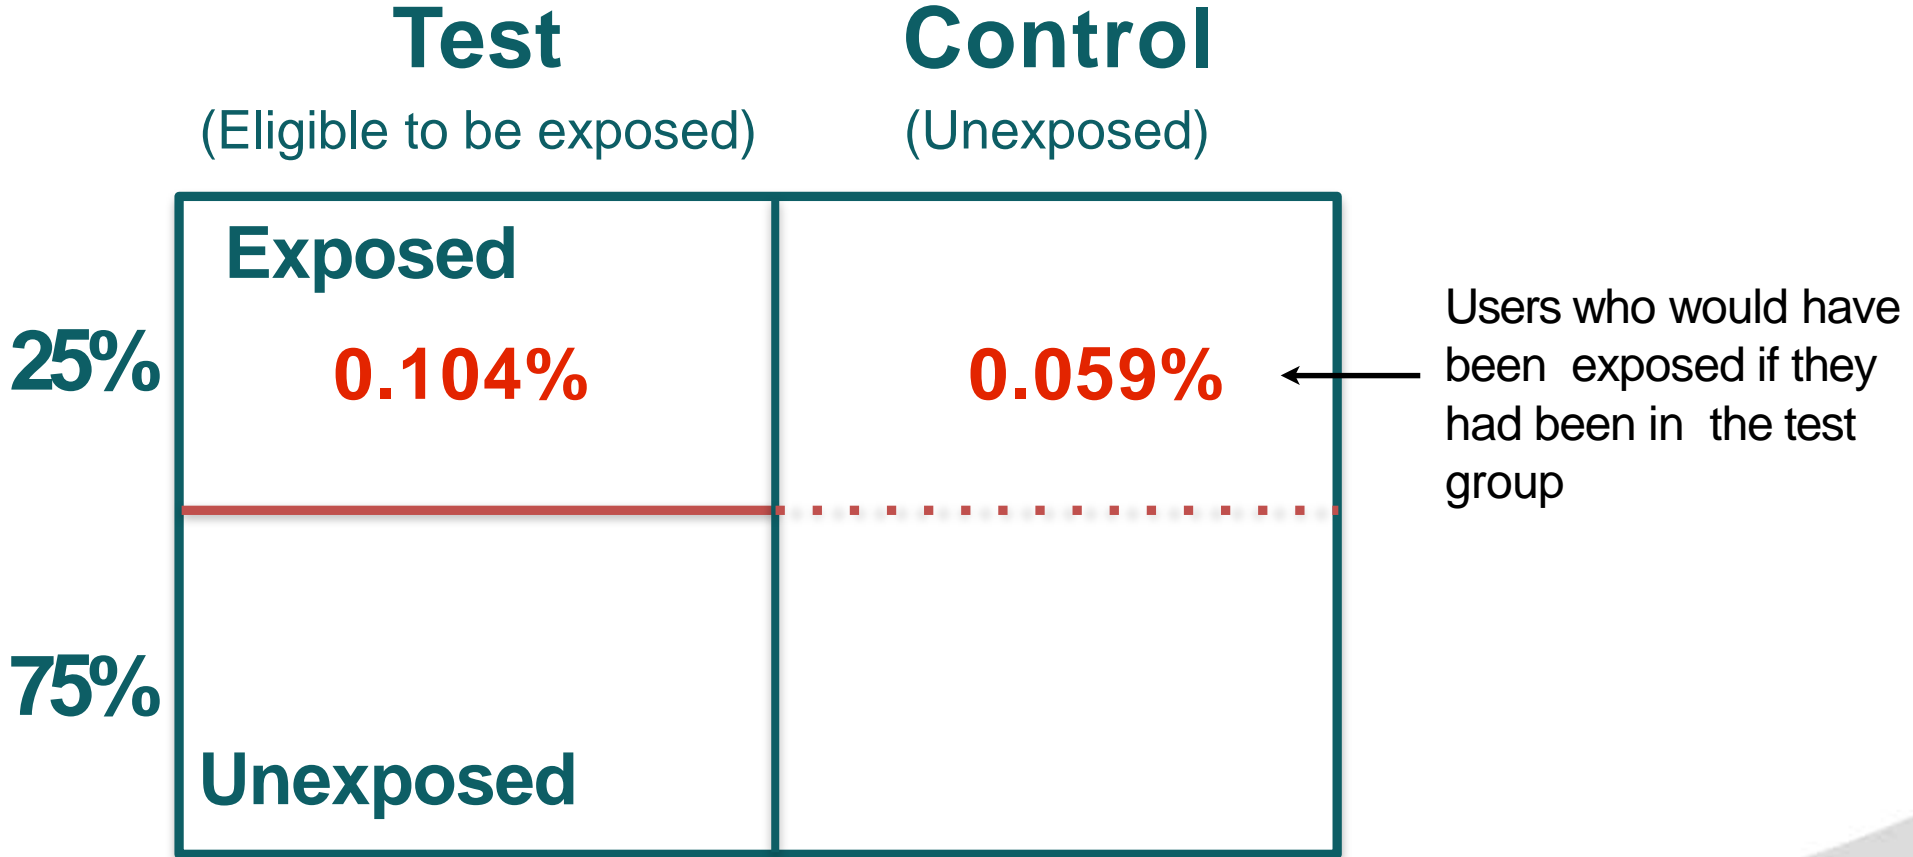 Test Control
(Eligible to be exposed) (Unexposed)
Exposed
25% 0.104% 0.059%
Users who would have
been exposed if they
had been in the test
group
75%
Unexposed